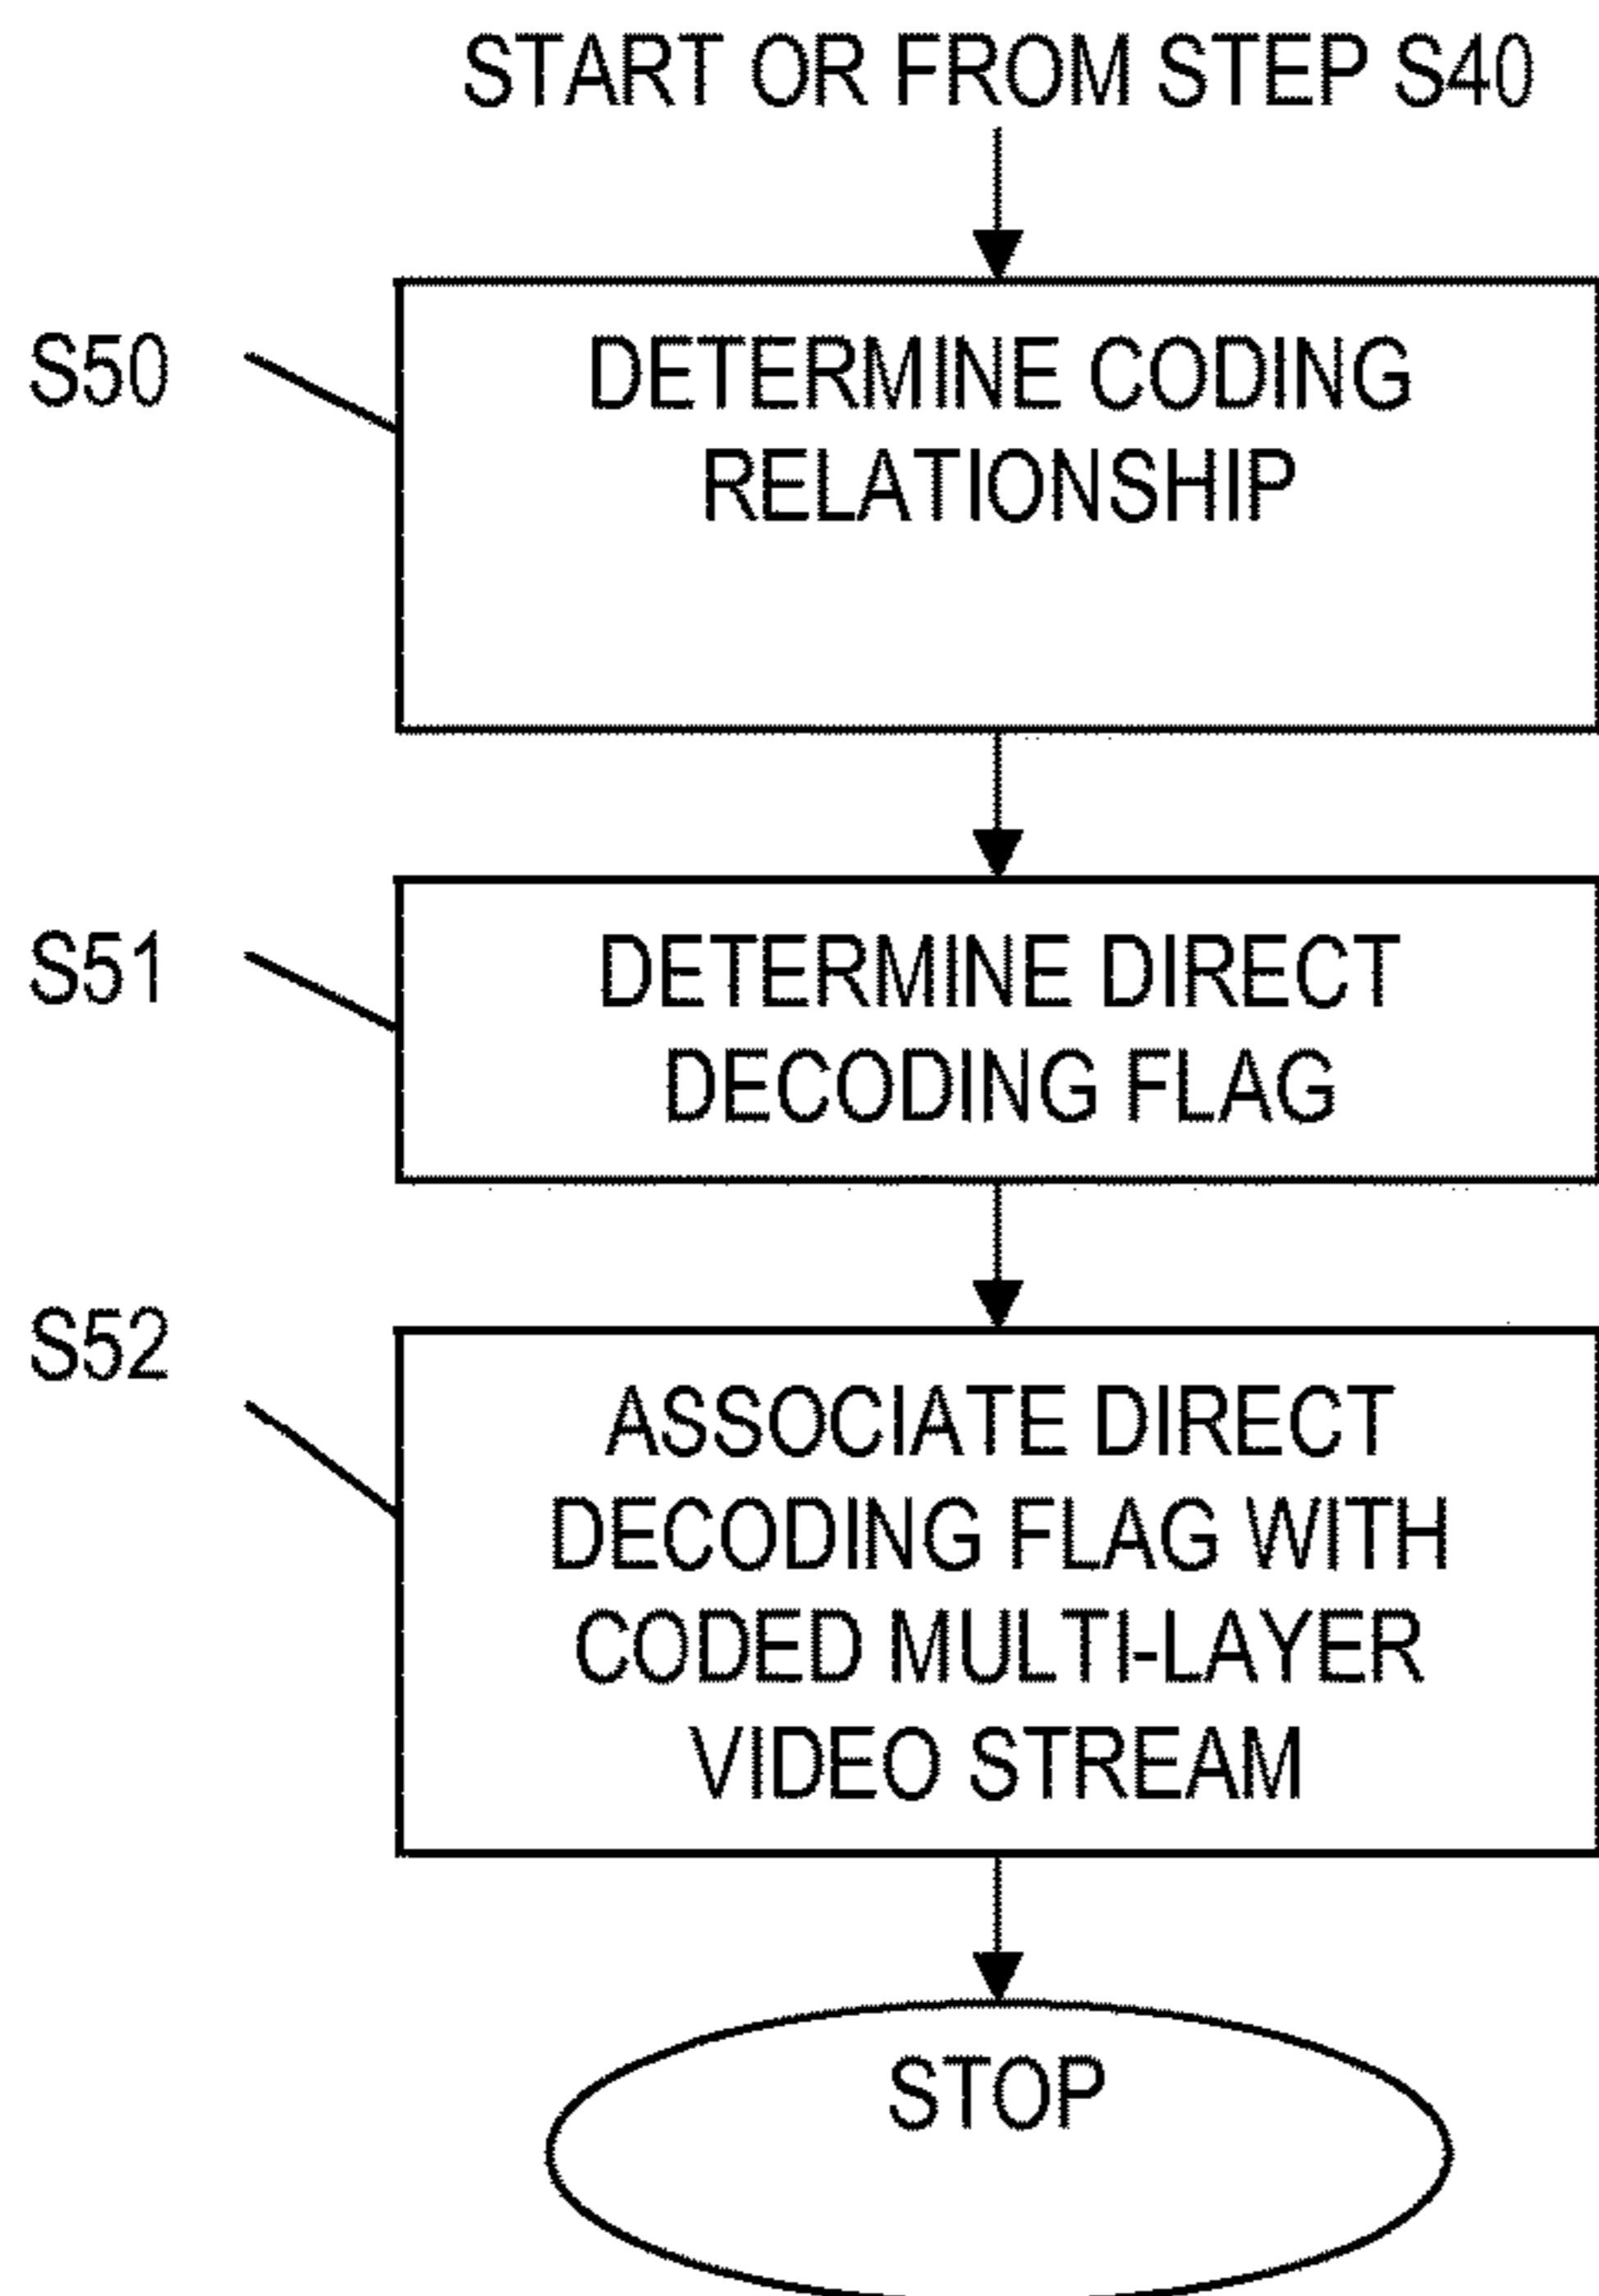 START OR FROM STEP S40
S50
DETERMINE CODING
RELATIONSHIP
S51
DETERMINE DIRECT
DECODING FLAG
S52
ASSOCIATE DIRECT
DECODING FLAG WITH
CODED MULTI-LAYER
VIDEO STREAM
STOP